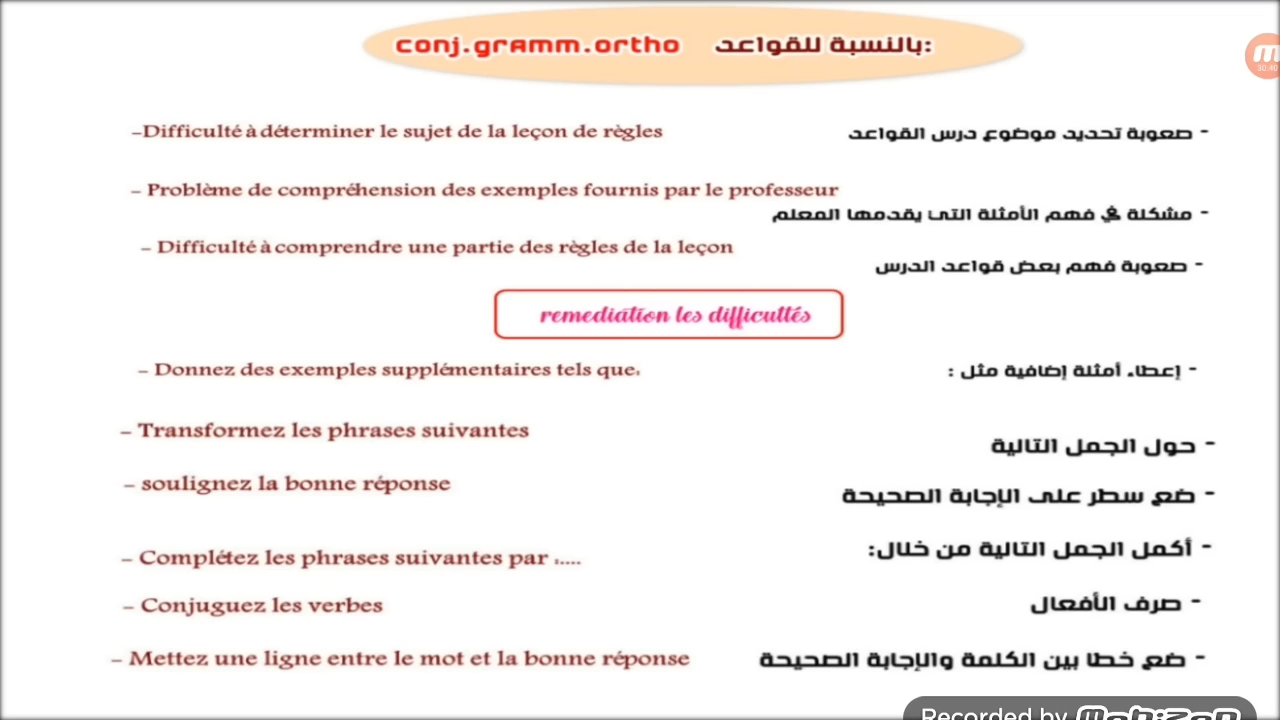 conj.gramm.ortho بالنسبة للقواعد:
-Difficulté à déterminer le sujet de la leçon de règles
- صعوبة تحديد موضوع درس القواعد
- Problème de compréhension des exemples fournis par le professeur
- مشكلة في فهم الأمثلة التي يقدمها المعلم
- Difficulté à comprendre une partie des règles de la leçon
- صعوبة فهم بعض قواعد الدرس
remediation les difficultés
- Donnez des exemples supplémentaires tels que:
- إعطاء أمثلة إضافية مثل :
- Transformez les phrases suivantes
- حول الجمل التالية
- soulignez la bonne réponse
- ضع سطر على الإجابة الصحيحة
- Complétez les phrases suivantes par :....
- أكمل الجمل التالية من خلال:
- Conjuguez les verbes
- صرف الأفعال
- Mettez une ligne entre le mot et la bonne réponse
- ضع خطا بين الكلمة والإجابة الصحيحة
Recorded by Mobizen